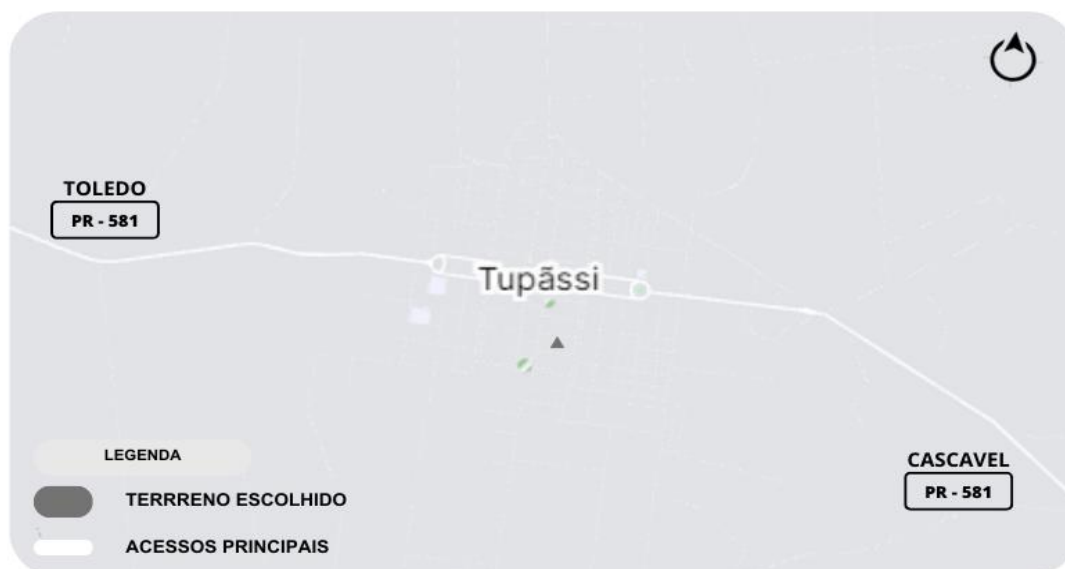 TOLEDO
PR - 581
Tupãssi
CASCAVEL
PR - 581
LEGENDA
TERRRENO ESCOLHIDO
ACESSOS PRINCIPAIS